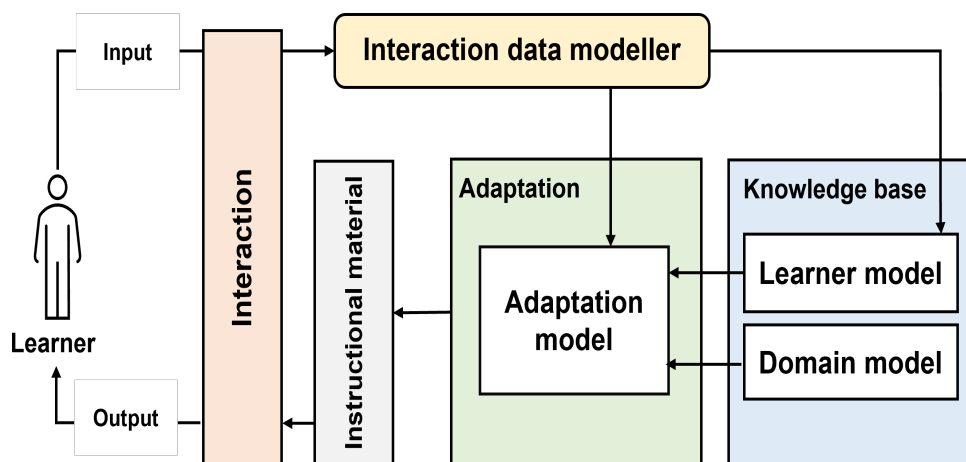 Input
Interaction data modeller
Interaction
Instructional material
Adaptation
Knowledge base
Adaptation
model
Learner model
Domain model
Learner
Output